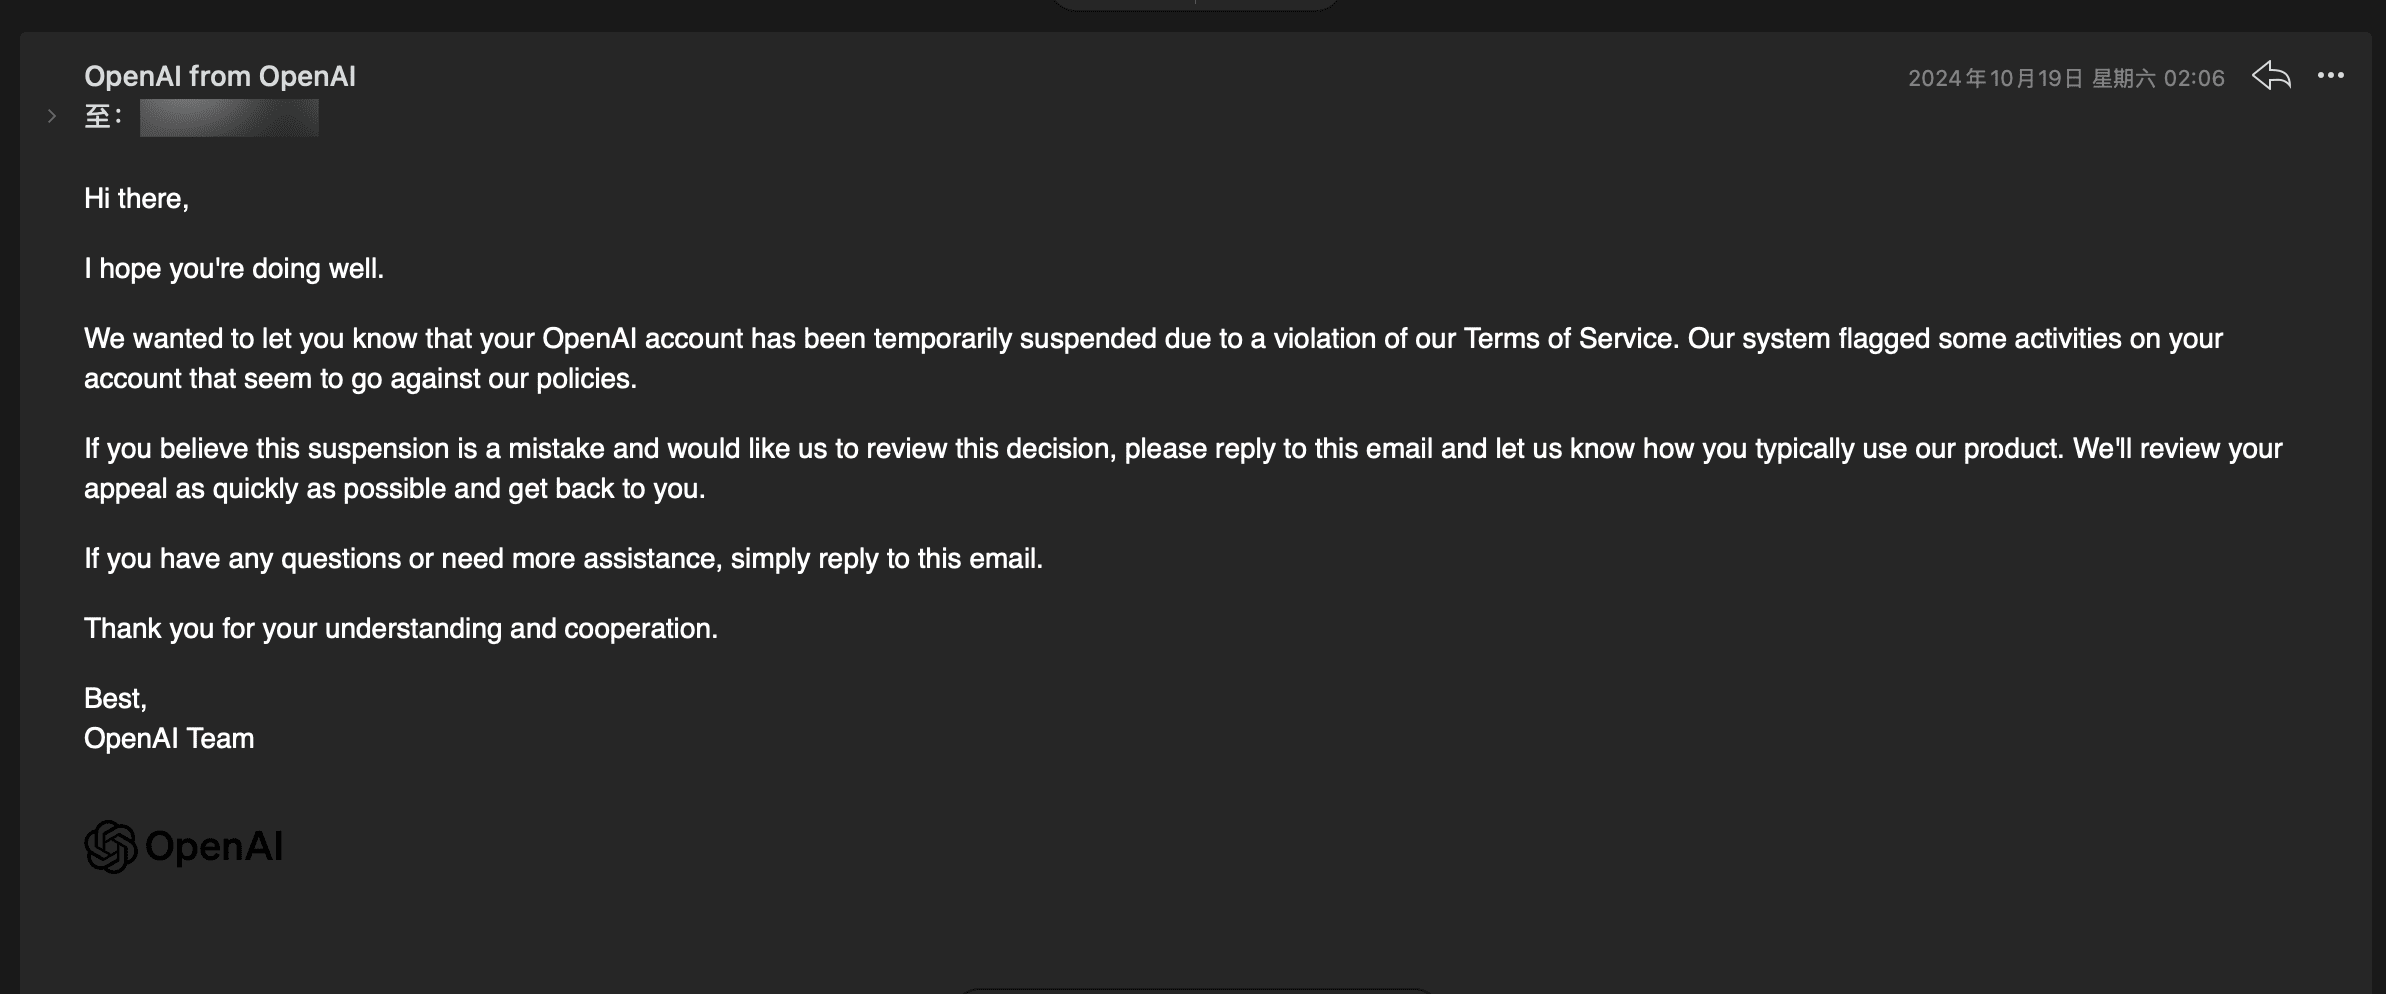 OpenAI from OpenAI
2024年10月19日 星期六 02:06
至：
Hi there,
I hope you're doing well.
We wanted to let you know that your OpenAI account has been temporarily suspended due to a violation of our Terms of Service. Our system flagged some activities on your
account that seem to go against our policies.
If you believe this suspension is a mistake and would like us to review this decision, please reply to this email and let us know how you typically use our product. We'll review your
appeal as quickly as possible and get back to you.
If you have any questions or need more assistance, simply reply to this email.
Thank you for your understanding and cooperation.
Best,
OpenAI Team
OpenAI